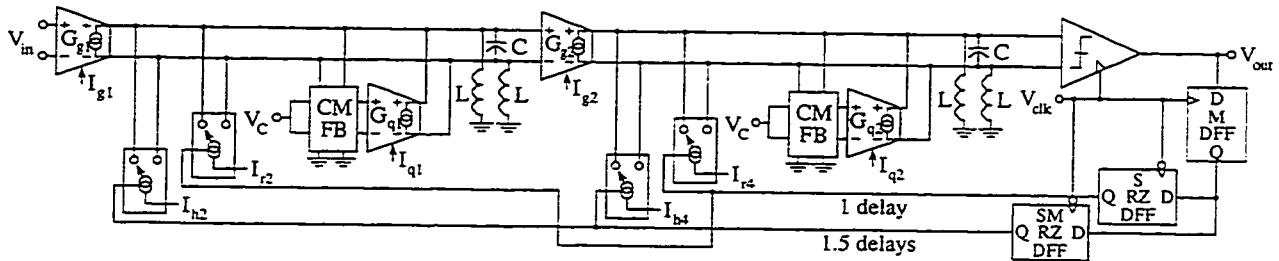 V_in
+ +
G_g1
− −
I_g1
C
L L
V_C
CM
FB
+ +
G_q1
− −
I_q1
I_r2
I_h2
+ +
G_g2
− −
I_g2
C
L L
V_C
CM
FB
+ +
G_q2
− −
I_q2
I_r4
I_h4
V_out
V_clk
D
M
DFF
Q
S
Q RZ D
DFF
SM
Q RZ D
DFF
1 delay
1.5 delays